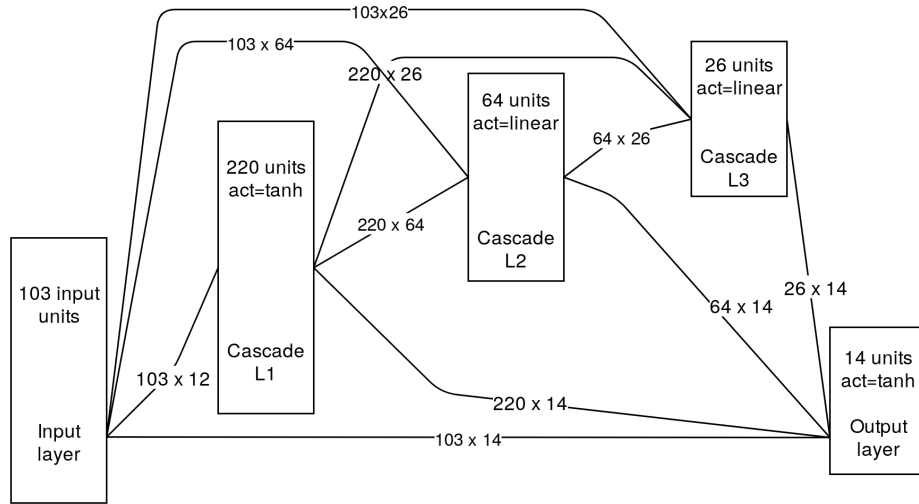 103x26
103 x 64
220 x 26
26 units
act=linear
Cascade
L3
64 units
act=linear
Cascade
L2
64 x 26
220 units
act=tanh
Cascade
L1
220 x 64
103 input
units
Input
layer
103 x 12
26 x 14
64 x 14
220 x 14
103 x 14
14 units
act=tanh
Output
layer